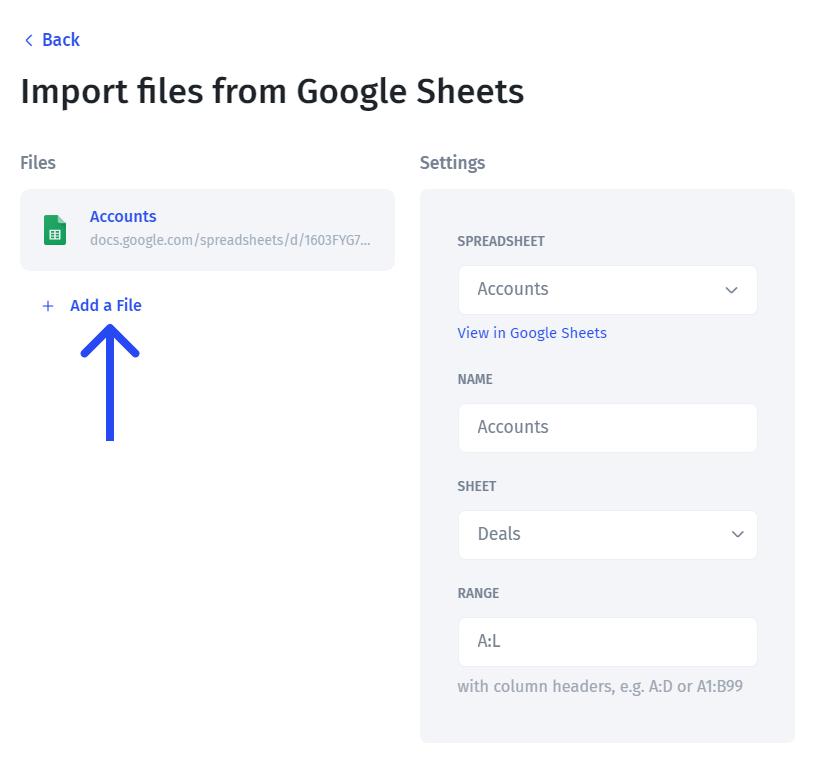 Back
Import files from Google Sheets
Files
Accounts
docs.google.com/spreadsheets/d/1603FYG7...
Add a File
Settings
SPREADSHEET
Accounts
View in Google Sheets
NAME
Accounts
SHEET
Deals
RANGE
A:L
with column headers, e.g. A:D or A1:B99